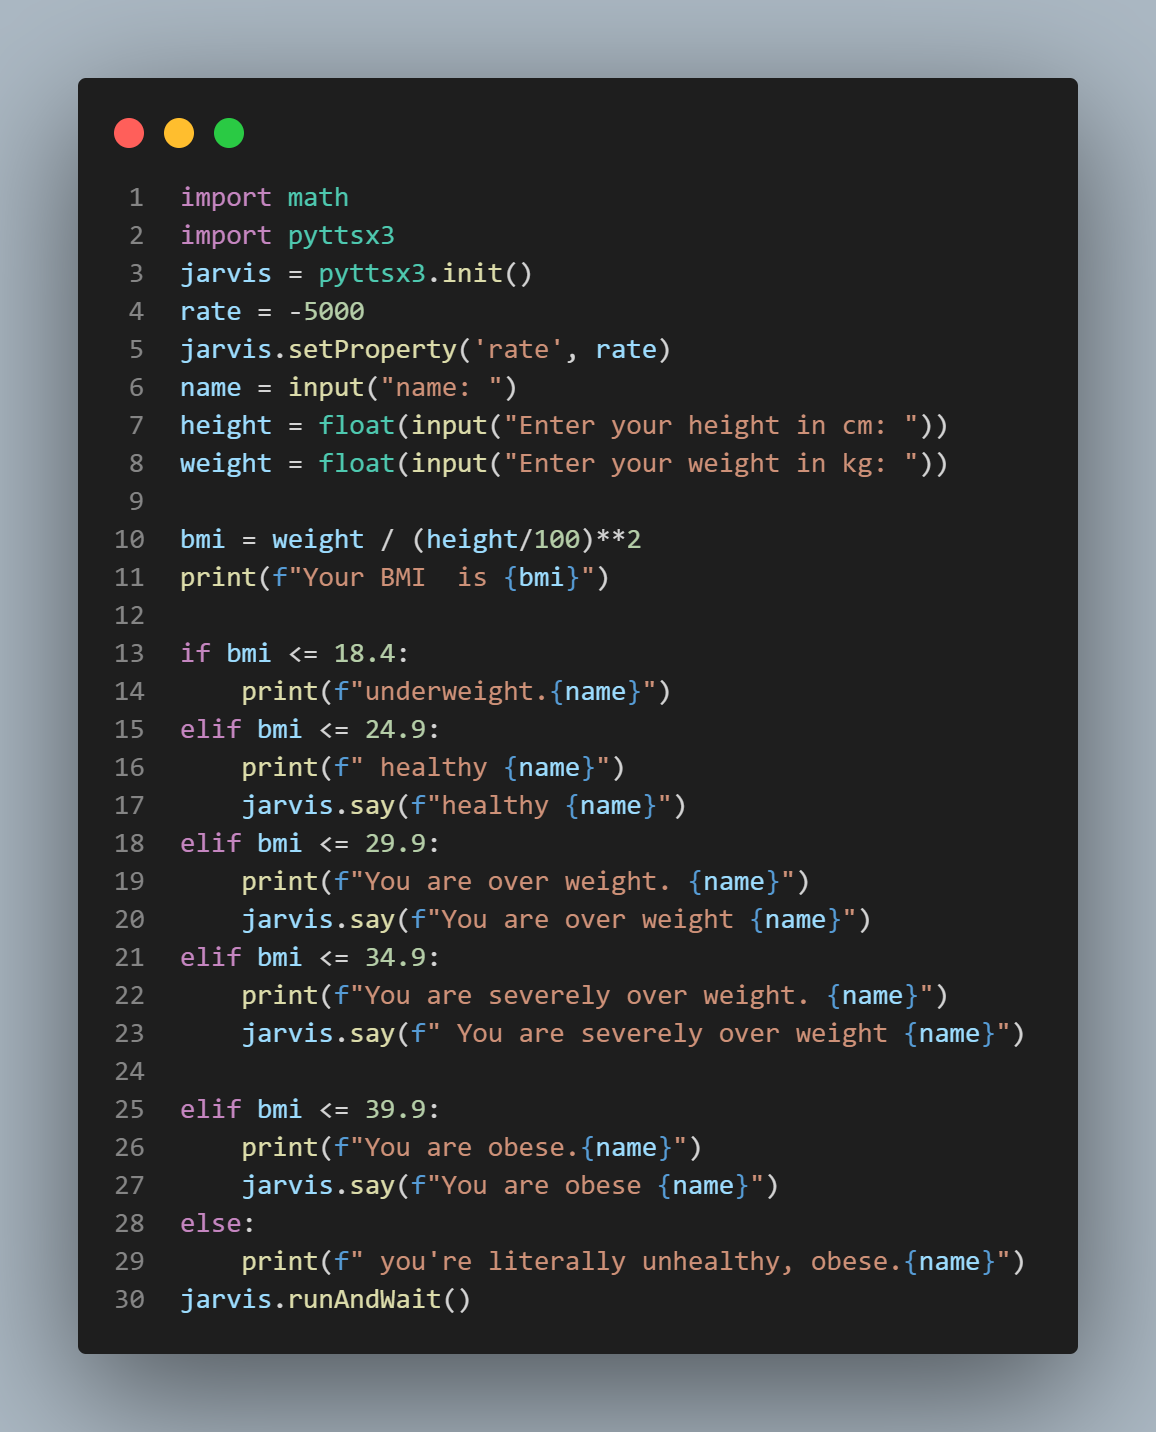 1 import math
2 import pyttsx3
3 jarvis = pyttsx3.init()
4 rate = -5000
5 jarvis.setProperty('rate', rate)
6 name = input("name: ")
7 height = float(input("Enter your height in cm: "))
8 weight = float(input("Enter your weight in kg: "))
9
10 bmi = weight / (height/100)**2
11 print(f"Your BMI  is {bmi}")
12
13 if bmi <= 18.4:
14     print(f"underweight.{name}")
15 elif bmi <= 24.9:
16     print(f" healthy {name}")
17     jarvis.say(f"healthy {name}")
18 elif bmi <= 29.9:
19     print(f"You are over weight. {name}")
20     jarvis.say(f"You are over weight {name}")
21 elif bmi <= 34.9:
22     print(f"You are severely over weight. {name}")
23     jarvis.say(f" You are severely over weight {name}")
24
25 elif bmi <= 39.9:
26     print(f"You are obese.{name}")
27     jarvis.say(f"You are obese {name}")
28 else:
29     print(f" you're literally unhealthy, obese.{name}")
30 jarvis.runAndWait()